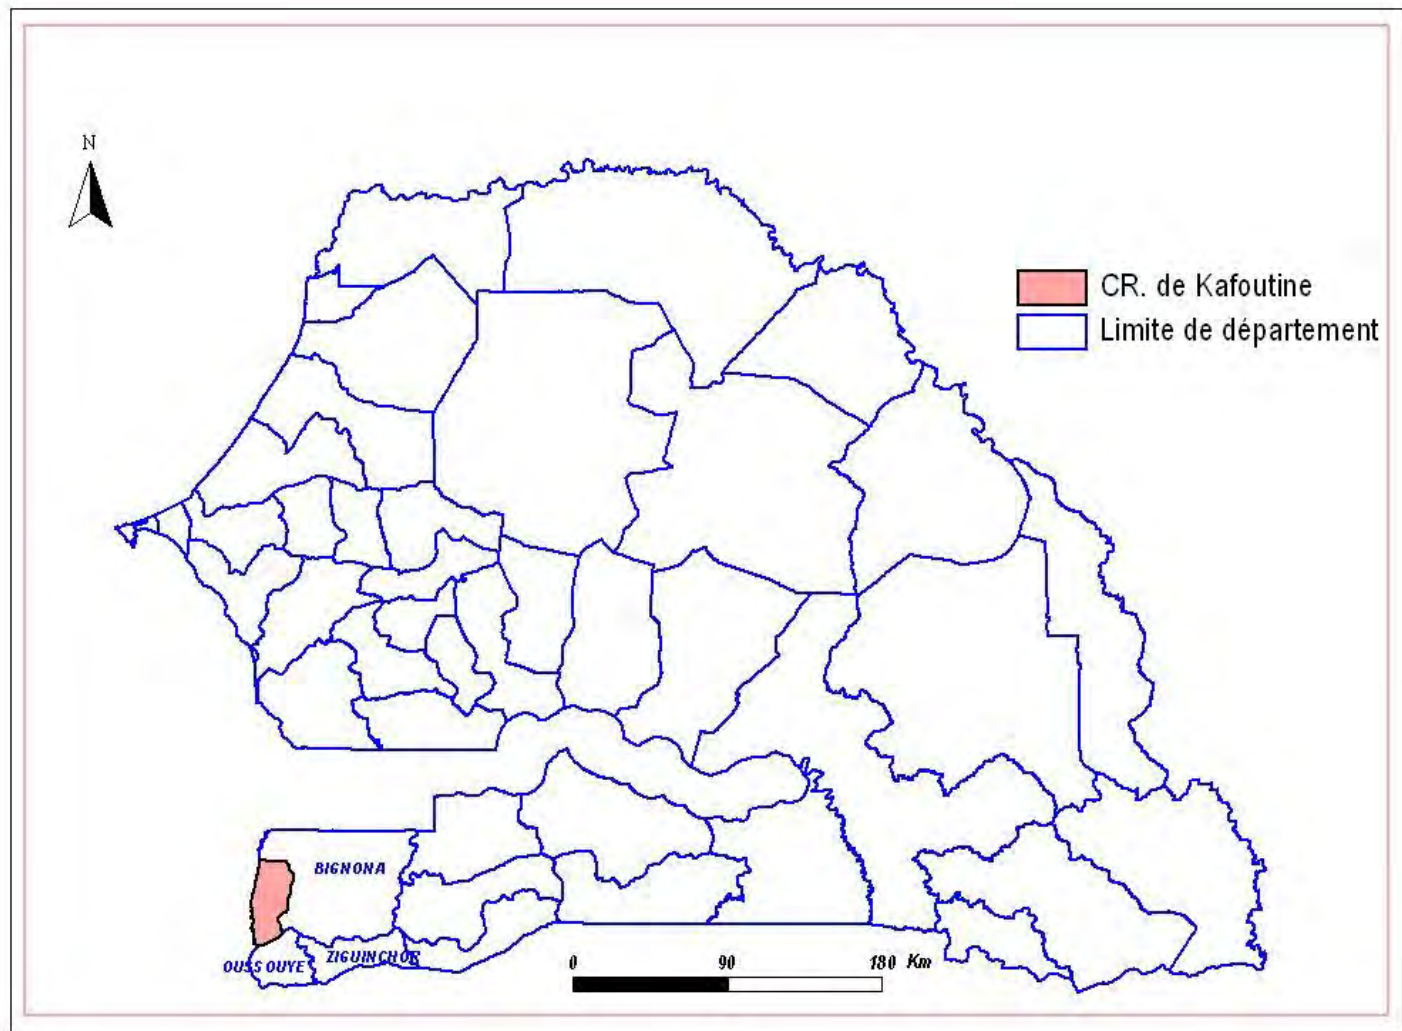 N
CR. de Kafoutine
Limite de département
BIGNONA
OUSSOUYE
ZIGUINCHOR
0 90 180 Km